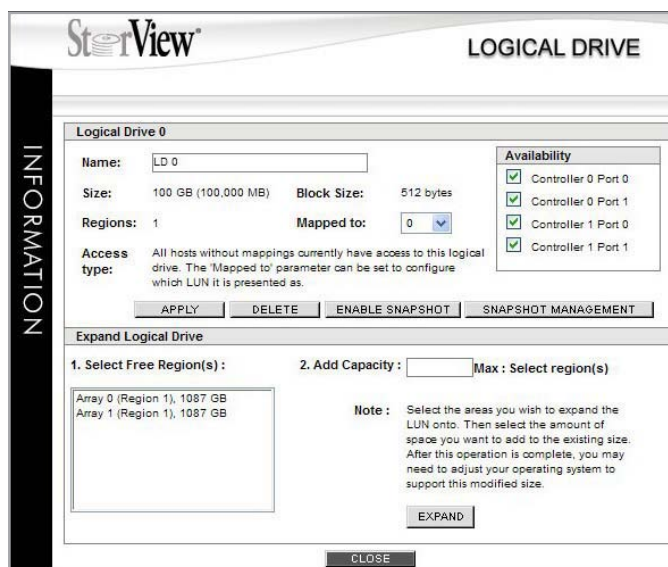 StorView®
LOGICAL DRIVE
INFORMATION
Logical Drive 0
Name: LD 0
Size: 100 GB (100,000 MB) Block Size: 512 bytes
Regions: 1 Mapped to: 0
Access type: All hosts without mappings currently have access to this logical
drive. The 'Mapped to' parameter can be set to configure
which LUN it is presented as.
Availability
Controller 0 Port 0
Controller 0 Port 1
Controller 1 Port 0
Controller 1 Port 1
APPLY DELETE ENABLE SNAPSHOT SNAPSHOT MANAGEMENT
Expand Logical Drive
1. Select Free Region(s) :
Array 0 (Region 1), 1087 GB
Array 1 (Region 1), 1087 GB
2. Add Capacity : Max : Select region(s)
Note : Select the areas you wish to expand the
LUN onto. Then select the amount of
space you want to add to the existing size.
After this operation is complete, you may
need to adjust your operating system to
support this modified size.
EXPAND
CLOSE